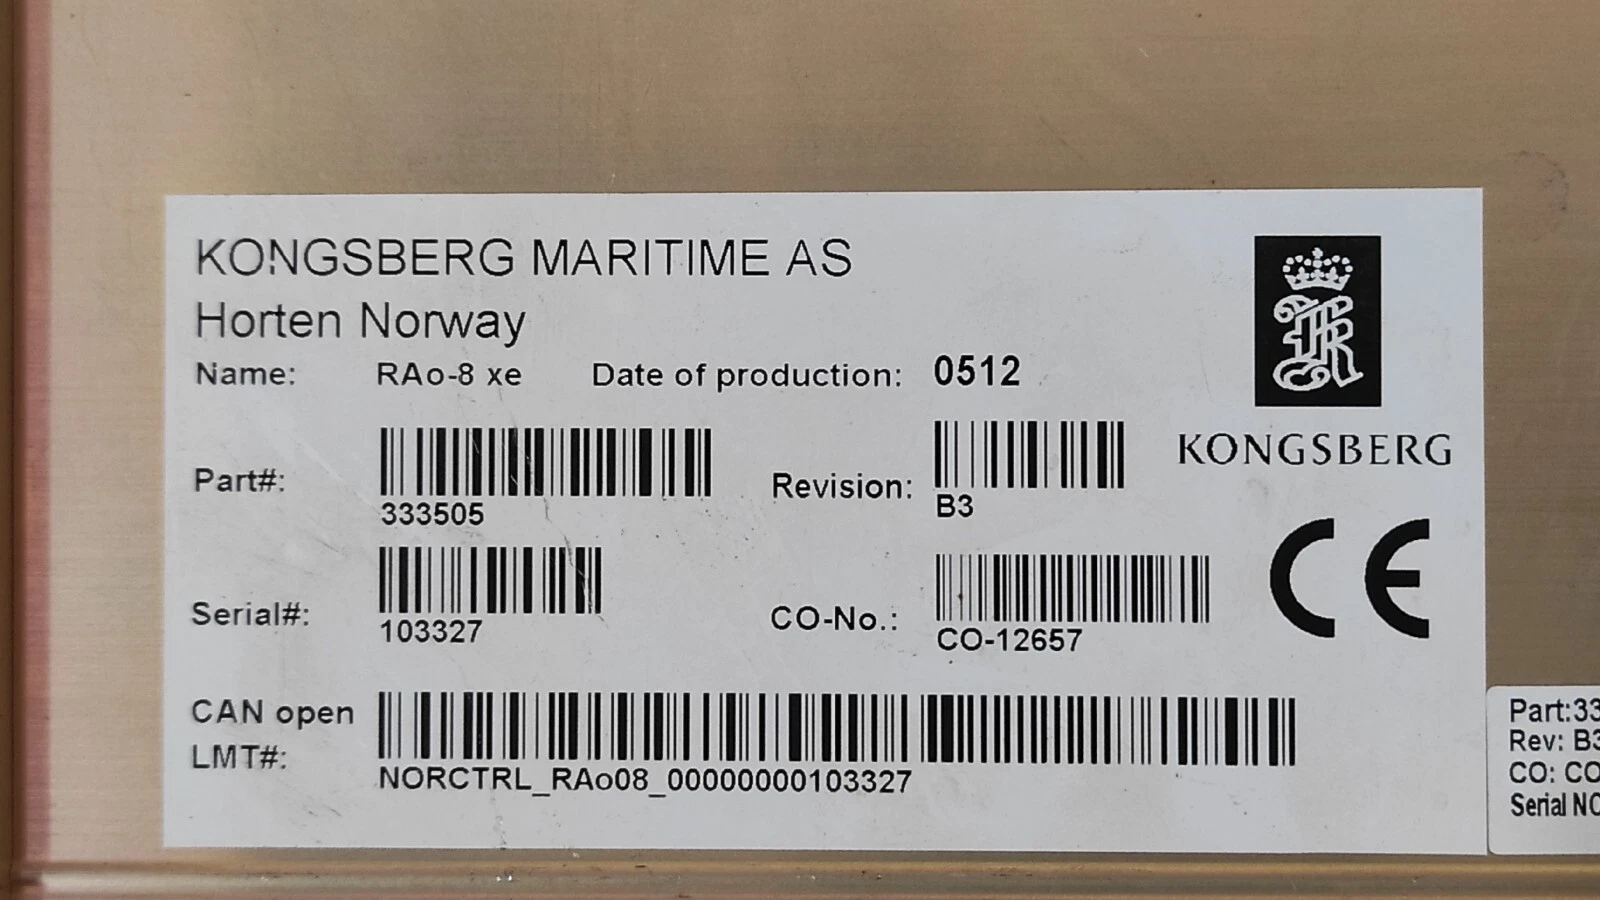 KONGSBERG MARITIME AS
Horten Norway
Name: RAo-8 xe Date of production: 0512
KONGSBERG
Part#: 333505 Revision: B3
Serial#: 103327 CO-No.: CO-12657
CE
CAN open
LMT#: NORCTRL_RAo08_00000000103327
Part:33
Rev: B3
CO: CO
Serial NO